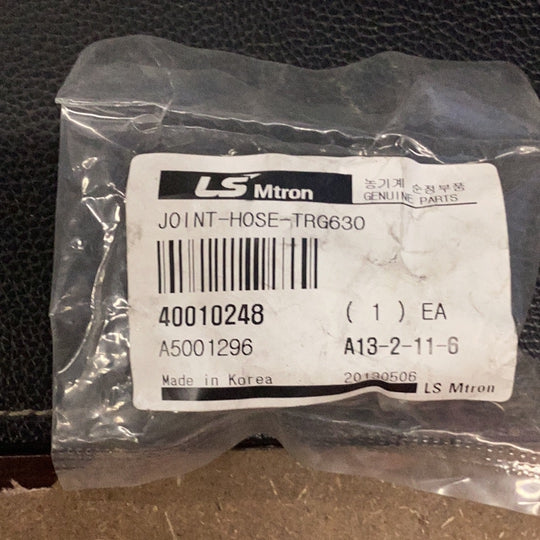 LS Mtron 농기계 순정부품
GENUINE PARTS
JOINT-HOSE-TRG630
40010248 ( 1 ) EA
A5001296 A13-2-11-6
Made in Korea 20130506
LS Mtron